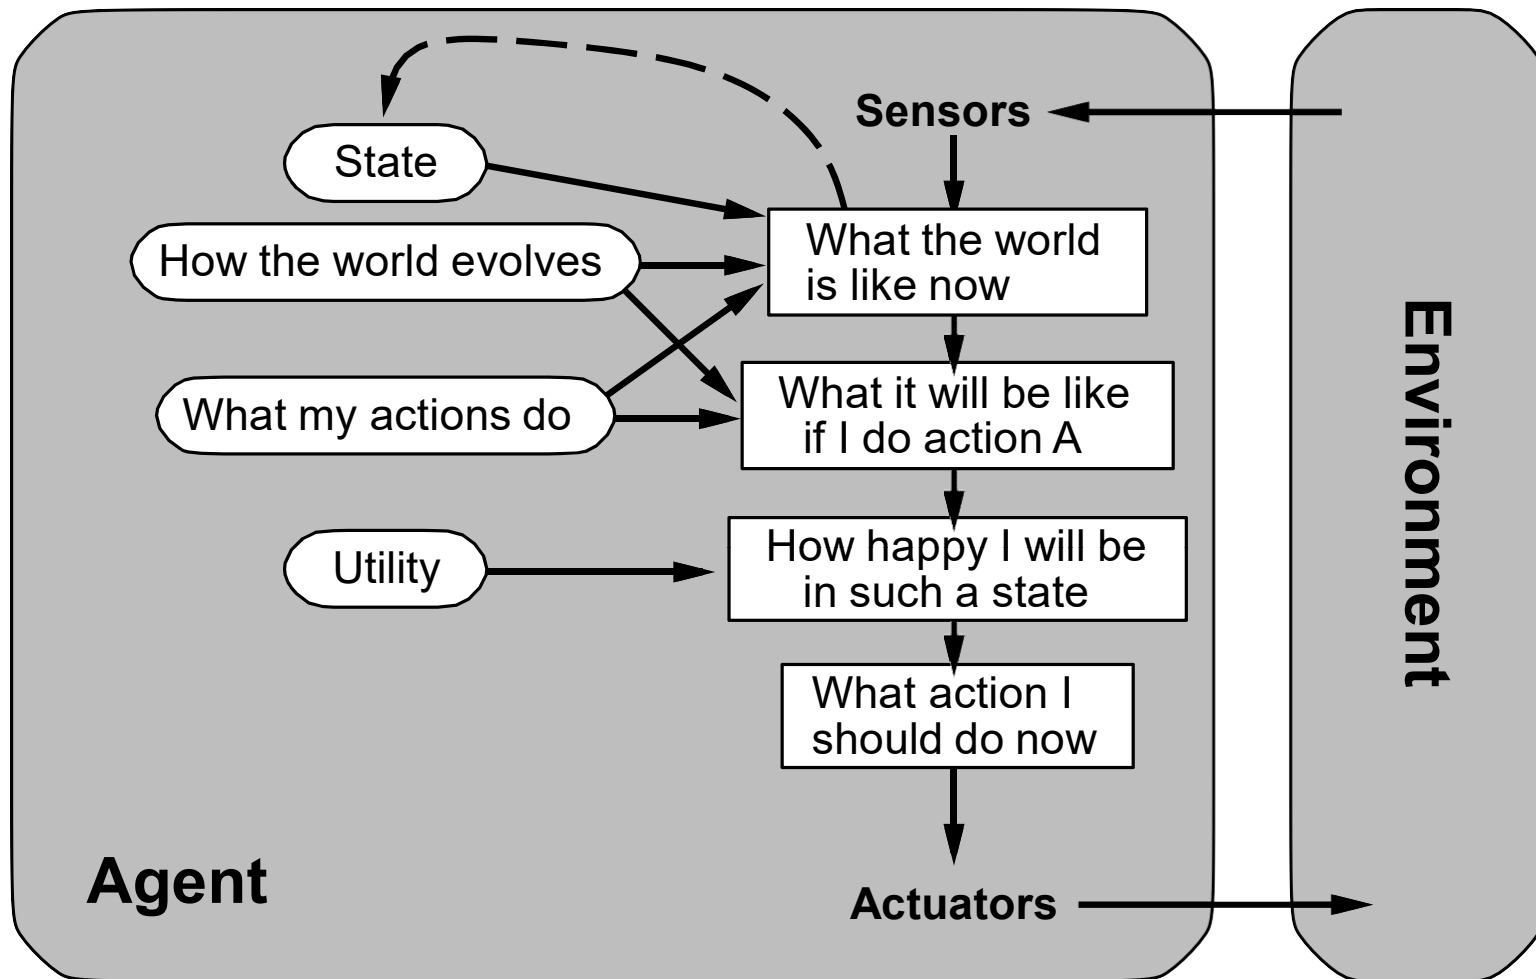 Sensors
State
What the world
is like now
How the world evolves
What it will be like
if I do action A
What my actions do
How happy I will be
in such a state
Utility
What action I
should do now
Environment
Agent
Actuators